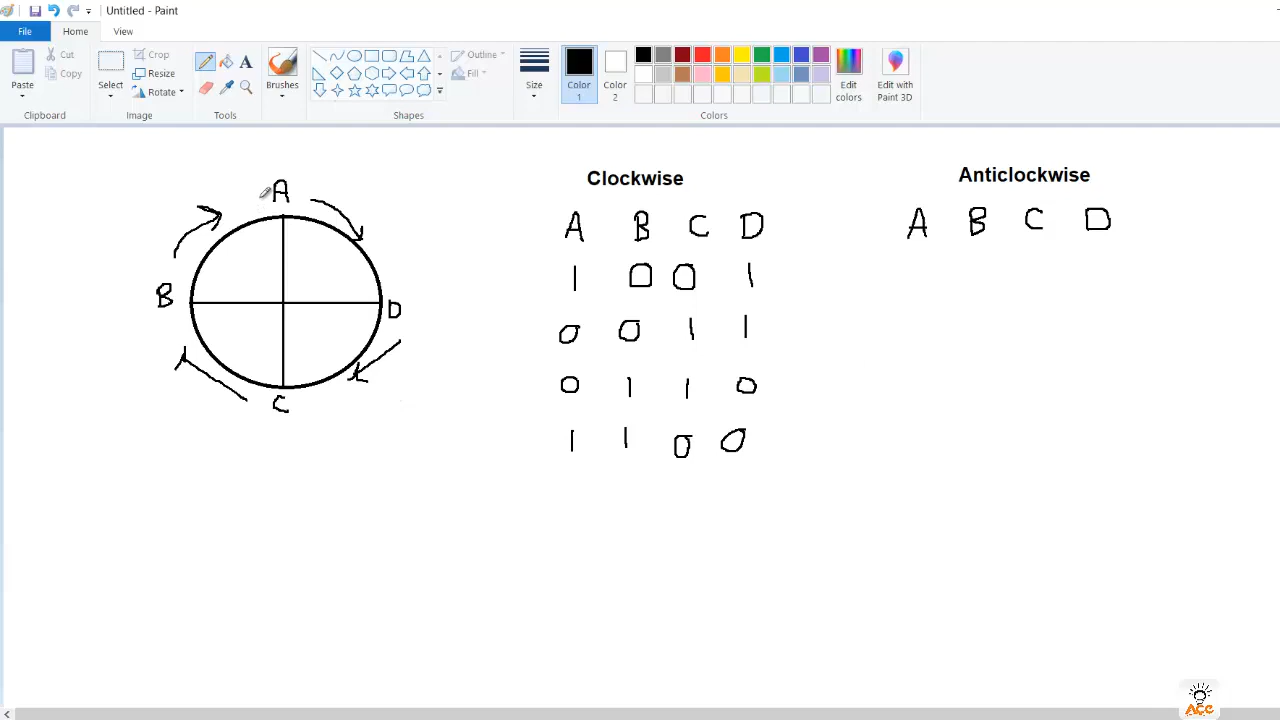 Untitled - Paint
File Home View
Paste Cut Copy
Clipboard
Select Crop Resize Rotate
Image
A
Tools
Brushes
Outline Fill
Shapes
Size
Color 1 Color 2
Edit colors
Colors
Edit with Paint 3D
A
B
D
C
Clockwise
A B C D
1 0 0 1
0 0 1 1
0 1 1 0
1 1 0 0
Anticlockwise
A B C D
ACC